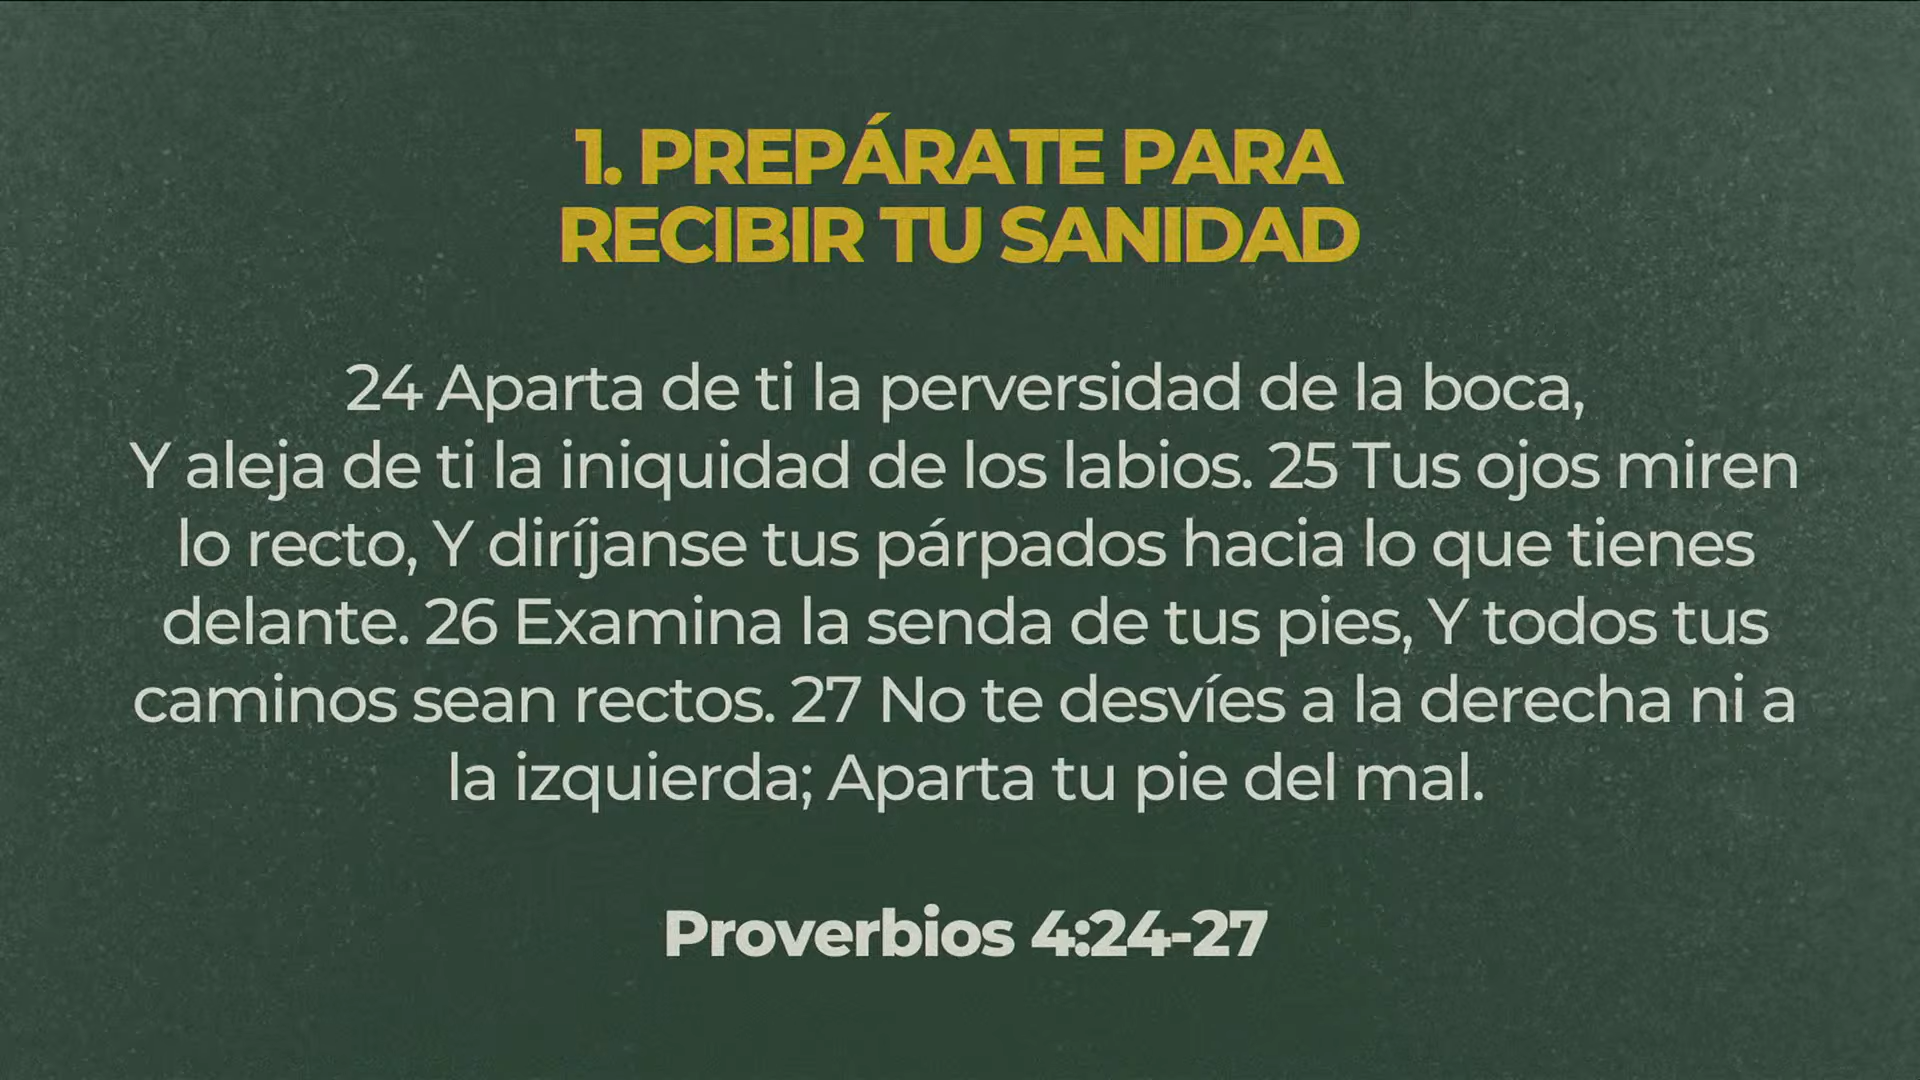 1. PREPÁRATE PARA
RECIBIR TU SANIDAD
24 Aparta de ti la perversidad de la boca,
Y aleja de ti la iniquidad de los labios. 25 Tus ojos miren
lo recto, Y diríjanse tus párpados hacia lo que tienes
delante. 26 Examina la senda de tus pies, Y todos tus
caminos sean rectos. 27 No te desvíes a la derecha ni a
la izquierda; Aparta tu pie del mal.
Proverbios 4:24-27